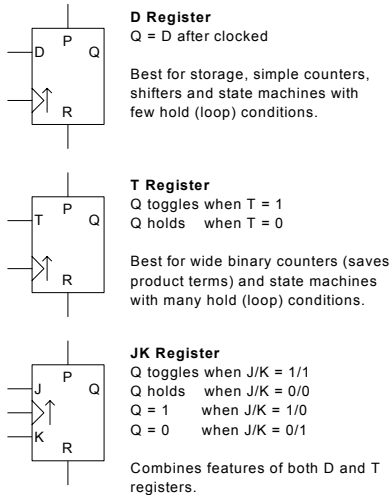 D Register
P
Q = D after clocked
D Q
Best for storage, simple counters,
shifters and state machines with
few hold (loop) conditions.
R
T Register
P
Q toggles when T = 1
T Q
Q holds when T = 0
Best for wide binary counters (saves
product terms) and state machines
with many hold (loop) conditions.
R
JK Register
P
Q toggles when J/K = 1/1
J Q
Q holds when J/K = 0/0
Q = 1 when J/K = 1/0
K
Q = 0 when J/K = 0/1
R
Combines features of both D and T
registers.